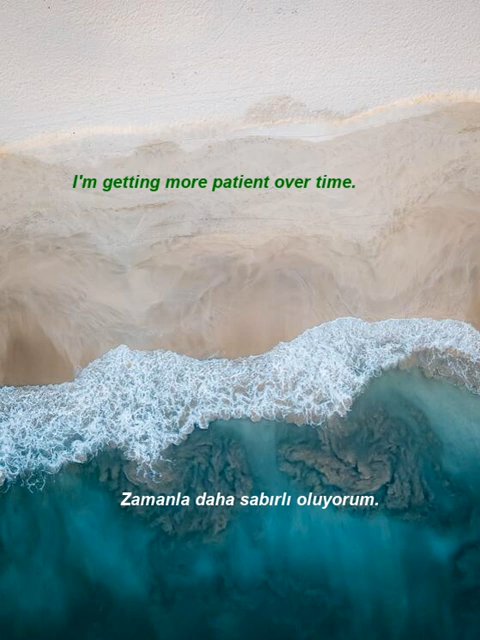 I'm getting more patient over time.
Zamanla daha sabırlı oluyorum.